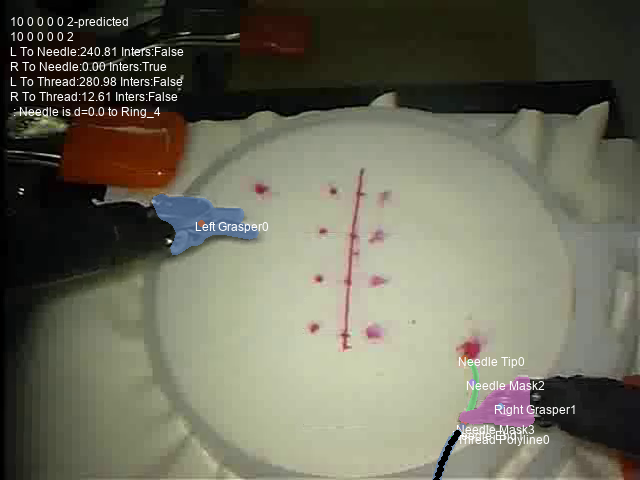 10 0 0 0 0 2-predicted
10 0 0 0 0 2
L To Needle:240.81 Inters:False
R To Needle:0.00 Inters:True
L To Thread:280.98 Inters:False
R To Thread:12.61 Inters:False
: Needle is d=0.0 to Ring_4
Left Grasper0
Needle Tip0
Needle Mask2
Right Grasper1
Needle Mask3
Thread Polyline0